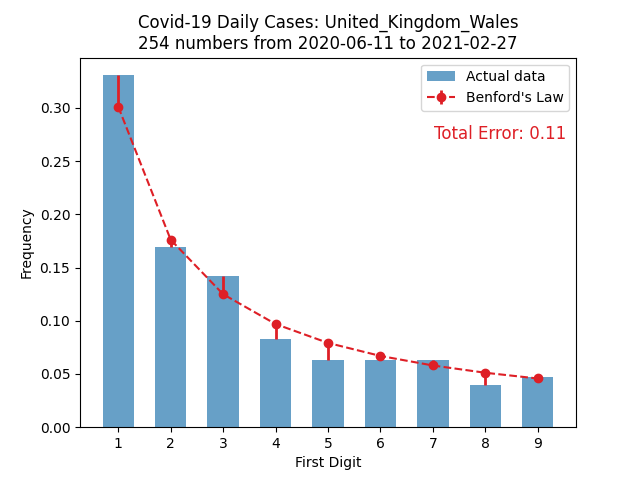 Covid-19 Daily Cases: United_Kingdom_Wales
254 numbers from 2020-06-11 to 2021-02-27
Actual data
Benford's Law
Total Error: 0.11
Frequency
0.30
0.25
0.20
0.15
0.10
0.05
0.00
1 2 3 4 5 6 7 8 9
First Digit